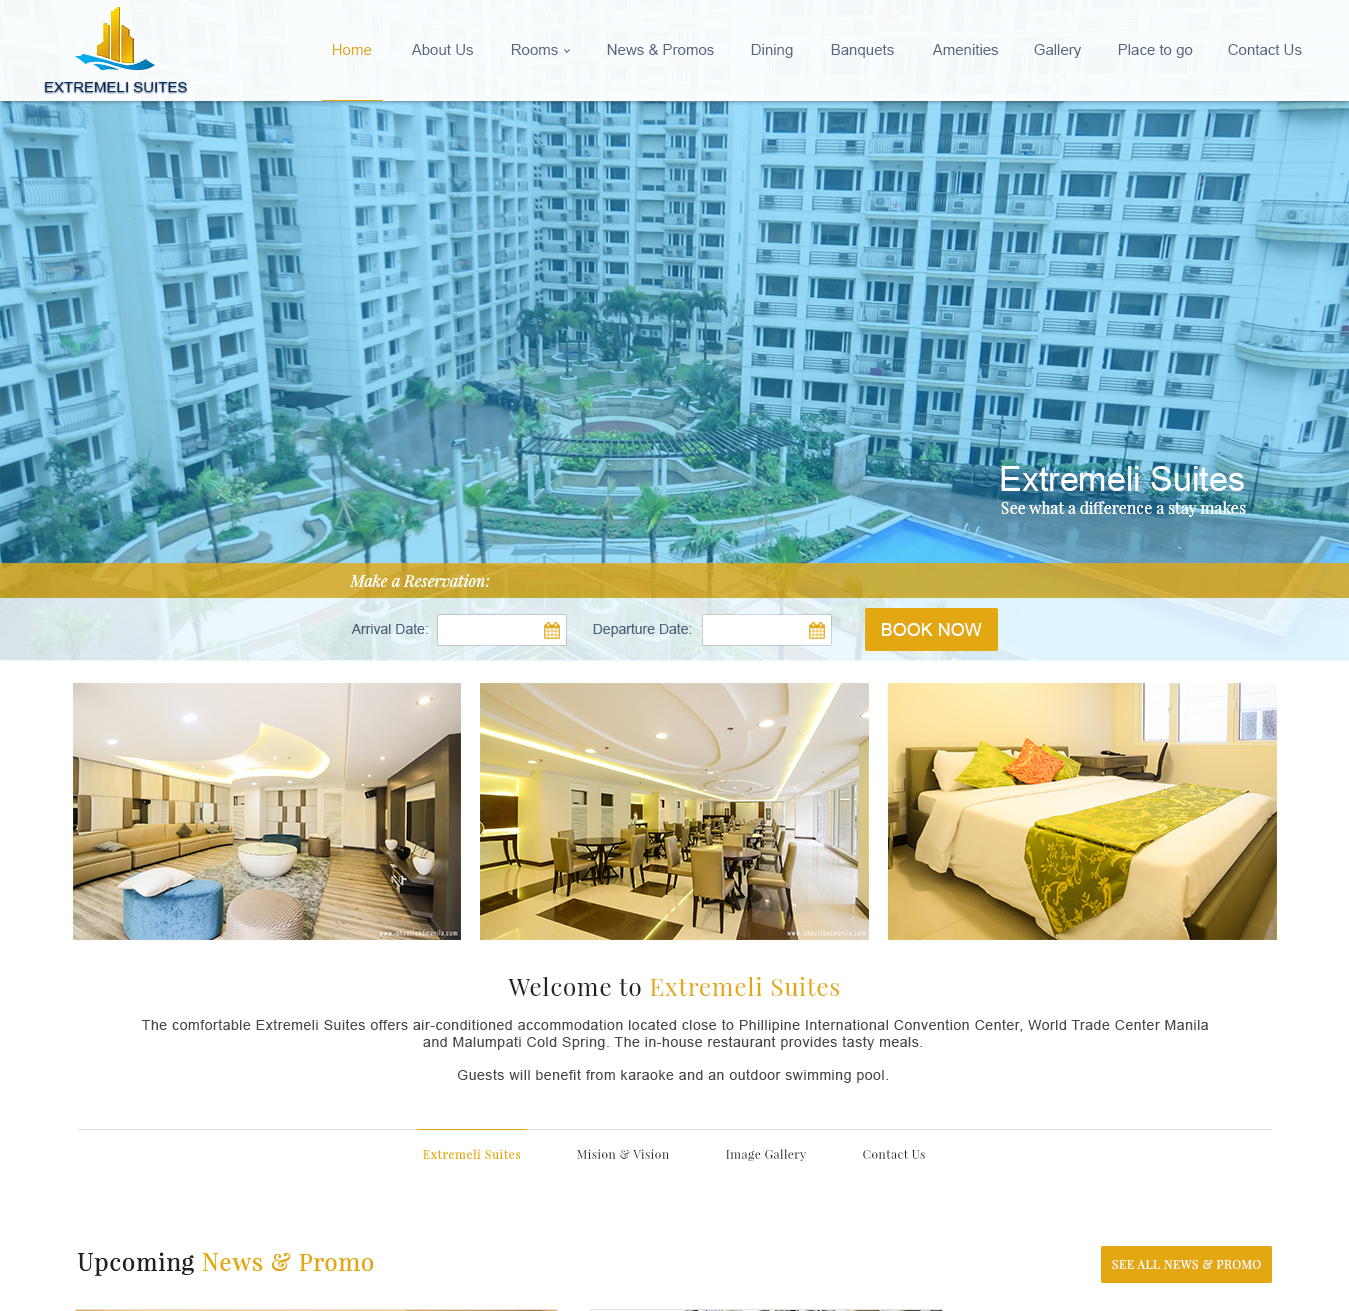 EXTREMELI SUITES
Home About Us Rooms News & Promos Dining Banquets Amenities Gallery Place to go Contact Us
Extremeli Suites
See what a difference a stay makes
Make a Reservation:
Arrival Date: Departure Date: BOOK NOW
Welcome to Extremeli Suites
The comfortable Extremeli Suites offers air-conditioned accommodation located close to Phillipine International Convention Center, World Trade Center Manila
and Malumpati Cold Spring. The in-house restaurant provides tasty meals.
Guests will benefit from karaoke and an outdoor swimming pool.
Extremeli Suites Mision & Vision Image Gallery Contact Us
Upcoming News & Promo
SEE ALL NEWS & PROMO